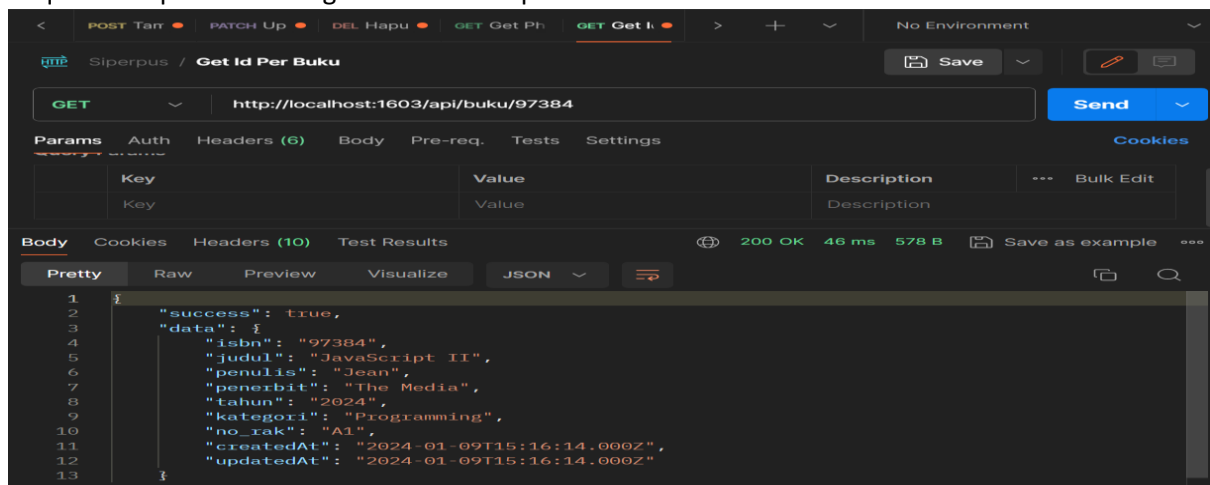 < POST Tam PATCH Up DEL Hapu GET Get Ph GET Get I > + No Environment
HTTP Siperpus / Get Id Per Buku Save
GET http://localhost:1603/api/buku/97384 Send
Params Auth Headers (6) Body Pre-req. Tests Settings Cookies
Key Value Description ••• Bulk Edit
Key Value Description
Body Cookies Headers (10) Test Results 200 OK 46 ms 578 B Save as example •••
Pretty Raw Preview Visualize JSON
1 {
2 "success": true,
3 "data": {
4 "isbn": "97384",
5 "judul": "JavaScript II",
6 "penulis": "Jean",
7 "penerbit": "The Media",
8 "tahun": "2024",
9 "kategori": "Programming",
10 "no_rak": "A1",
11 "createdAt": "2024-01-09T15:16:14.000Z",
12 "updatedAt": "2024-01-09T15:16:14.000Z"
13 }